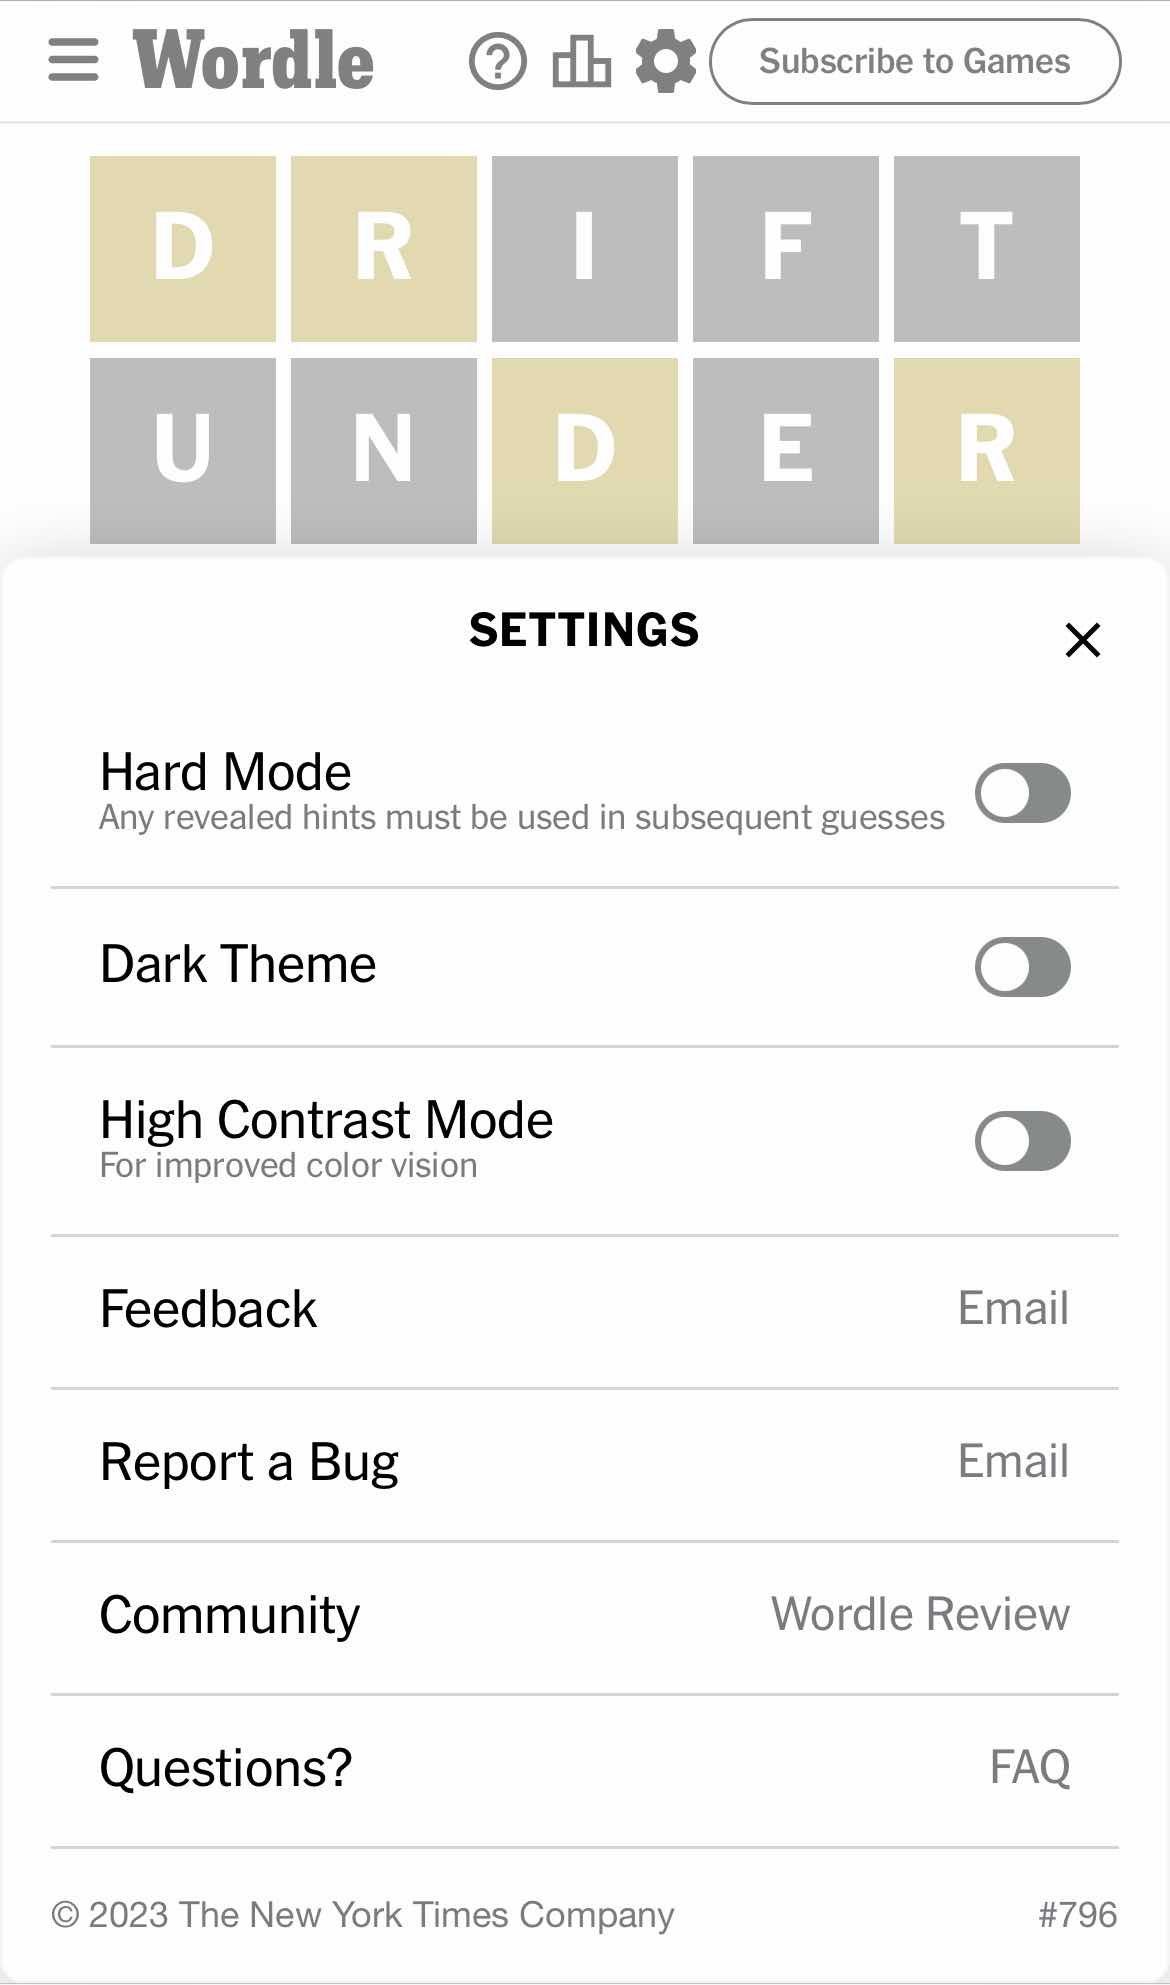 Wordle ? Subscribe to Games
D R I F T
U N D E R
SETTINGS
Hard Mode
Any revealed hints must be used in subsequent guesses
Dark Theme
High Contrast Mode
For improved color vision
Feedback Email
Report a Bug Email
Community Wordle Review
Questions? FAQ
© 2023 The New York Times Company #796